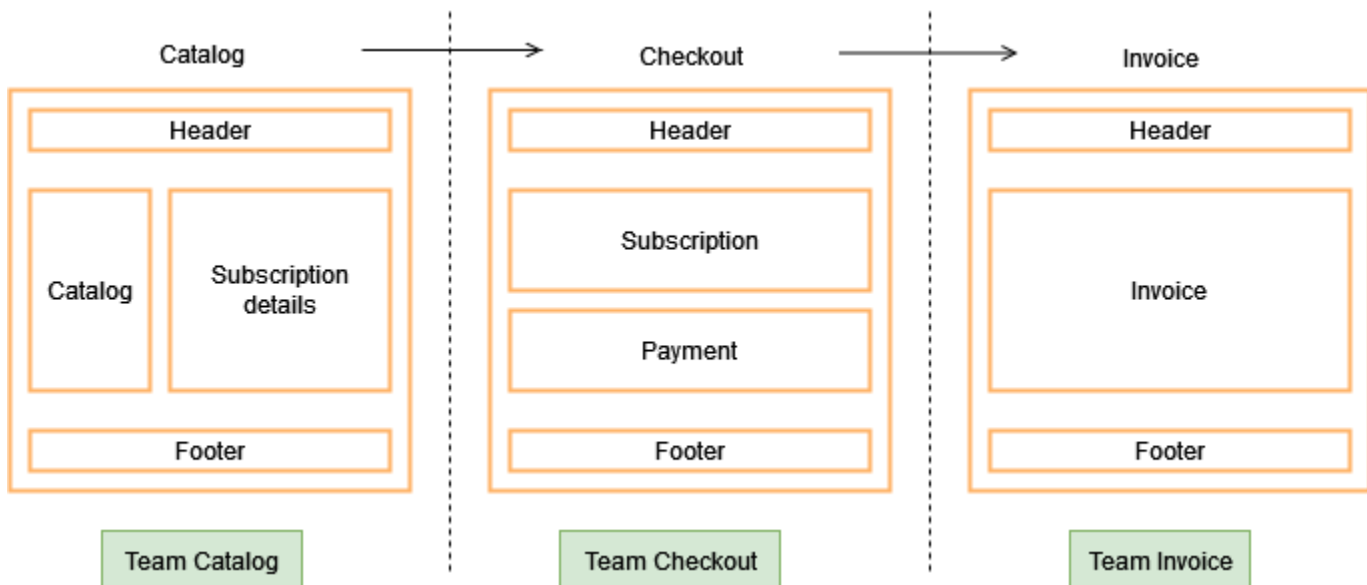 Catalog
Checkout
Invoice
Header
Header
Header
Catalog
Subscription
details
Subscription
Payment
Invoice
Footer
Footer
Footer
Team Catalog
Team Checkout
Team Invoice